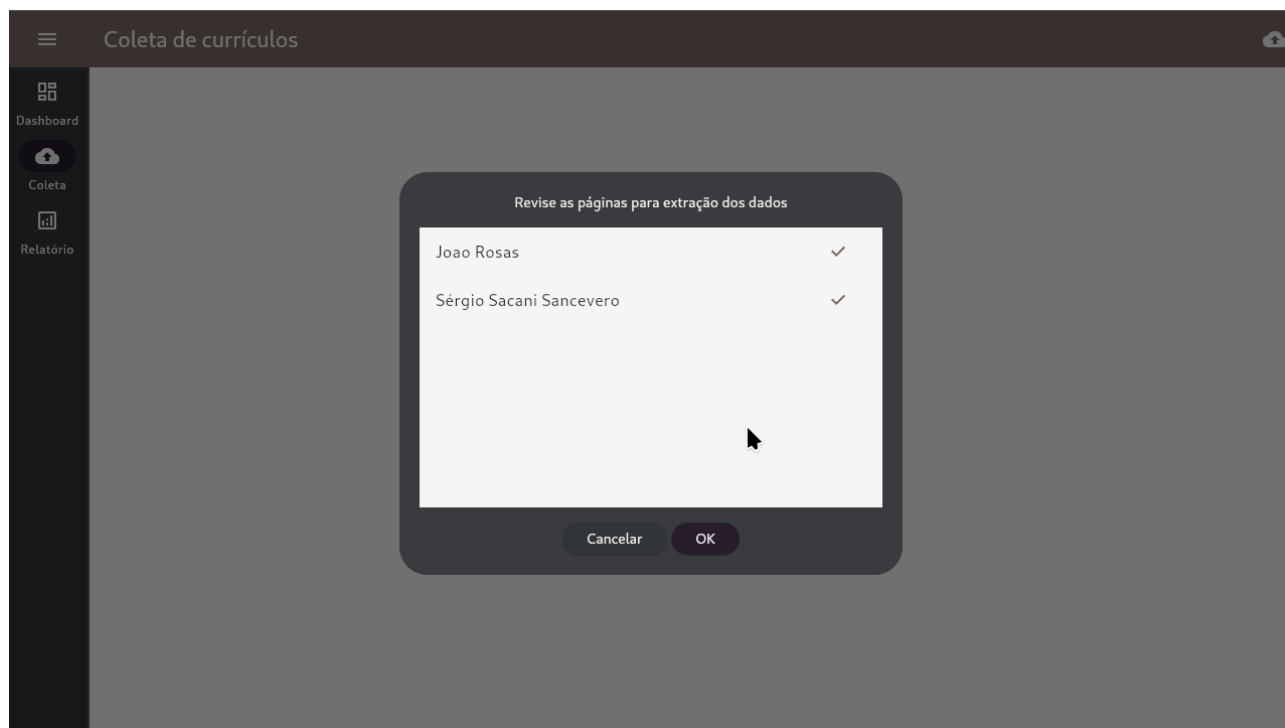 Coleta de currículos
Dashboard
Coleta
Relatório
Revise as páginas para extração dos dados
Joao Rosas
Sérgio Sacani Sancevero
Cancelar
OK